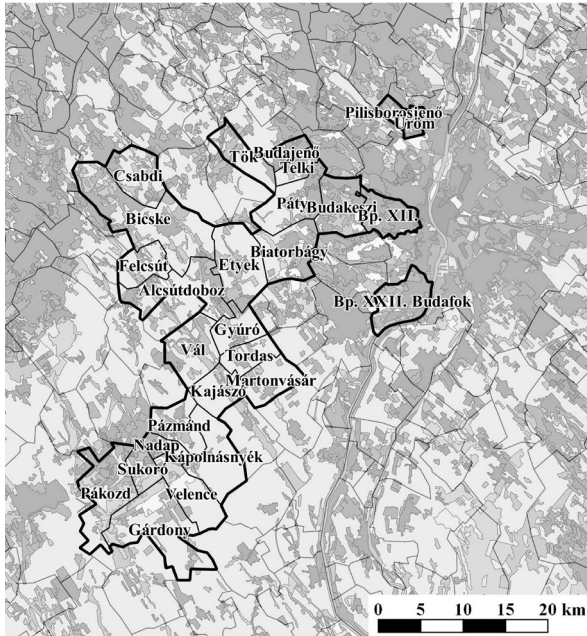 Pilisborosjenő
Üröm
Tök
Budajenő
Telki
Csabdi
Páty
Budakeszi
Bp. XII.
Bicske
Etyek
Biatorbágy
Felcsút
Alcsútdoboz
Bp. XXII. Budafok
Gyúró
Vál
Tordas
Martonvásár
Kajászó
Pázmánd
Nadap
Kápolnásnyék
Sukoró
Pákozd
Velence
Gárdony
0 5 10 15 20 km